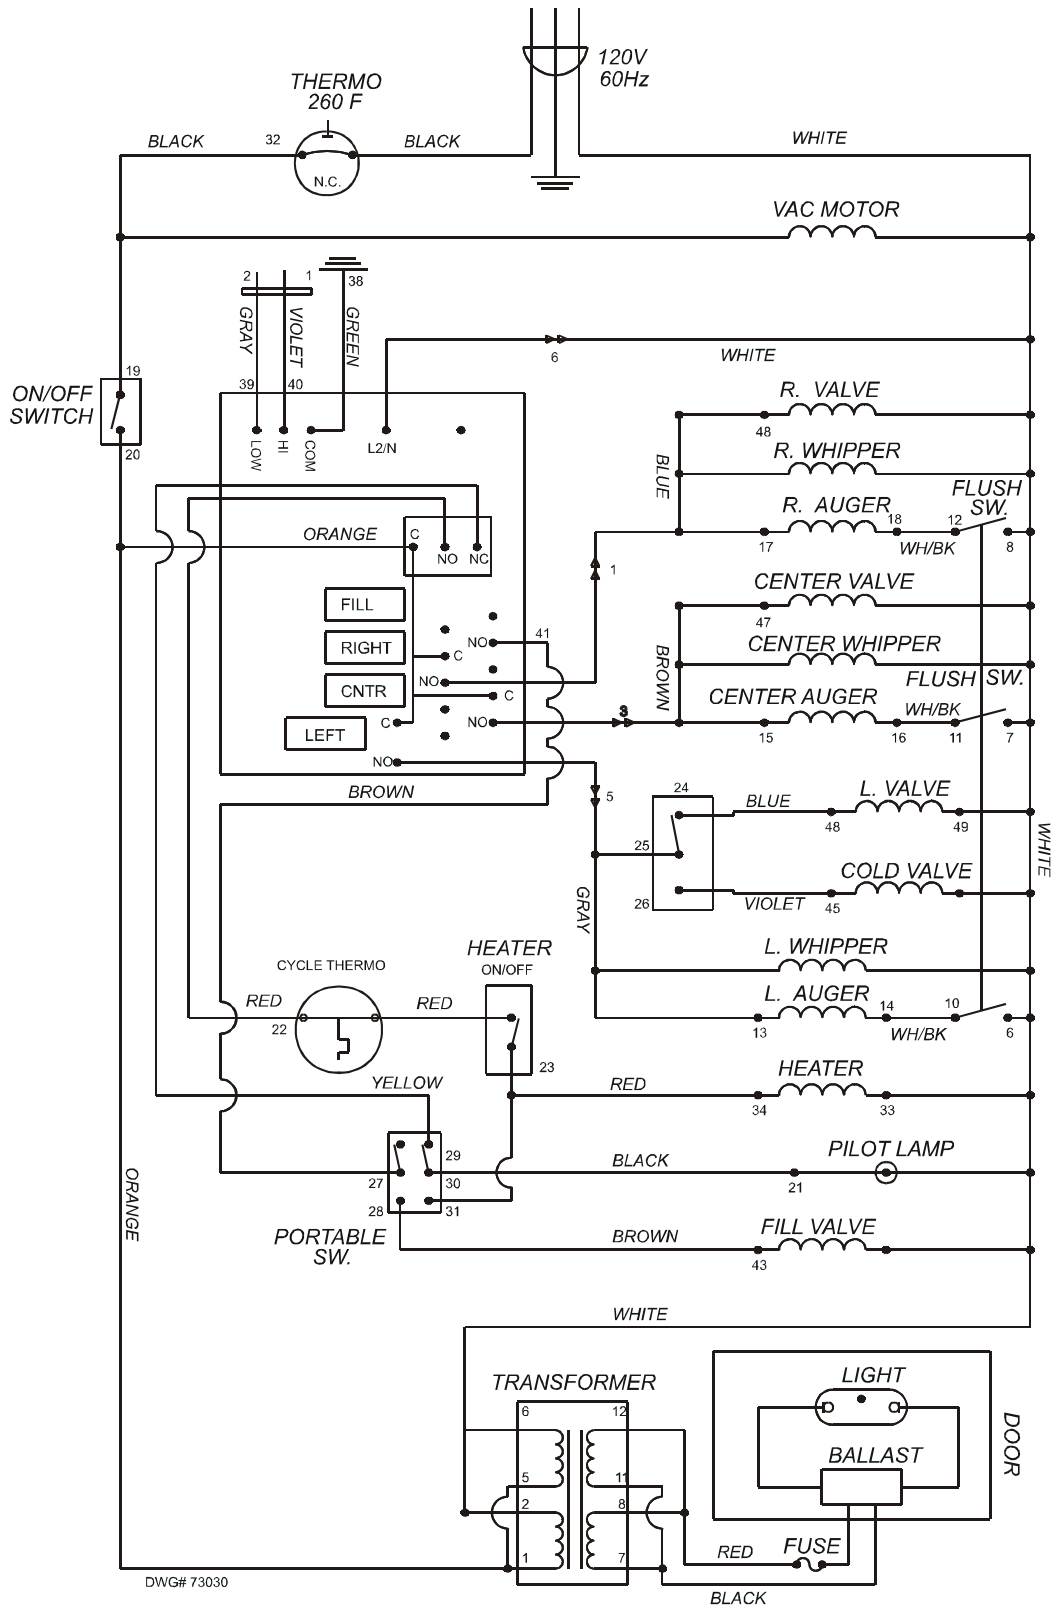 120V
60Hz
THERMO
260 F
BLACK
32
BLACK
WHITE
N.C.
VAC MOTOR
2
1
38
GRAY
VIOLET
GREEN
6
WHITE
19
ON/OFF
SWITCH
20
39
40
LOW
HI
COM
L2/N
R. VALVE
48
BLUE
R. WHIPPER
FLUSH
SW.
R. AUGER
17
18
WH/BK
12
8
ORANGE
C
NO
NC
1
FILL
RIGHT
CNTR
LEFT
NO
41
C
NO
C
C
NO
NO
3
CENTER VALVE
47
BROWN
CENTER WHIPPER
FLUSH SW.
CENTER AUGER
15
16
WH/BK
11
7
BROWN
5
24
25
26
BLUE
L. VALVE
48
49
WHITE
COLD VALVE
VIOLET
45
GRAY
L. WHIPPER
L. AUGER
13
14
WH/BK
10
6
HEATER
ON/OFF
CYCLE THERMO
RED
22
RED
23
YELLOW
RED
HEATER
34
33
27
28
29
30
31
PORTABLE
SW.
BLACK
PILOT LAMP
21
BROWN
FILL VALVE
43
ORANGE
WHITE
TRANSFORMER
6
12
5
11
2
8
1
7
LIGHT
BALLAST
DOOR
RED
FUSE
BLACK
DWG# 73030